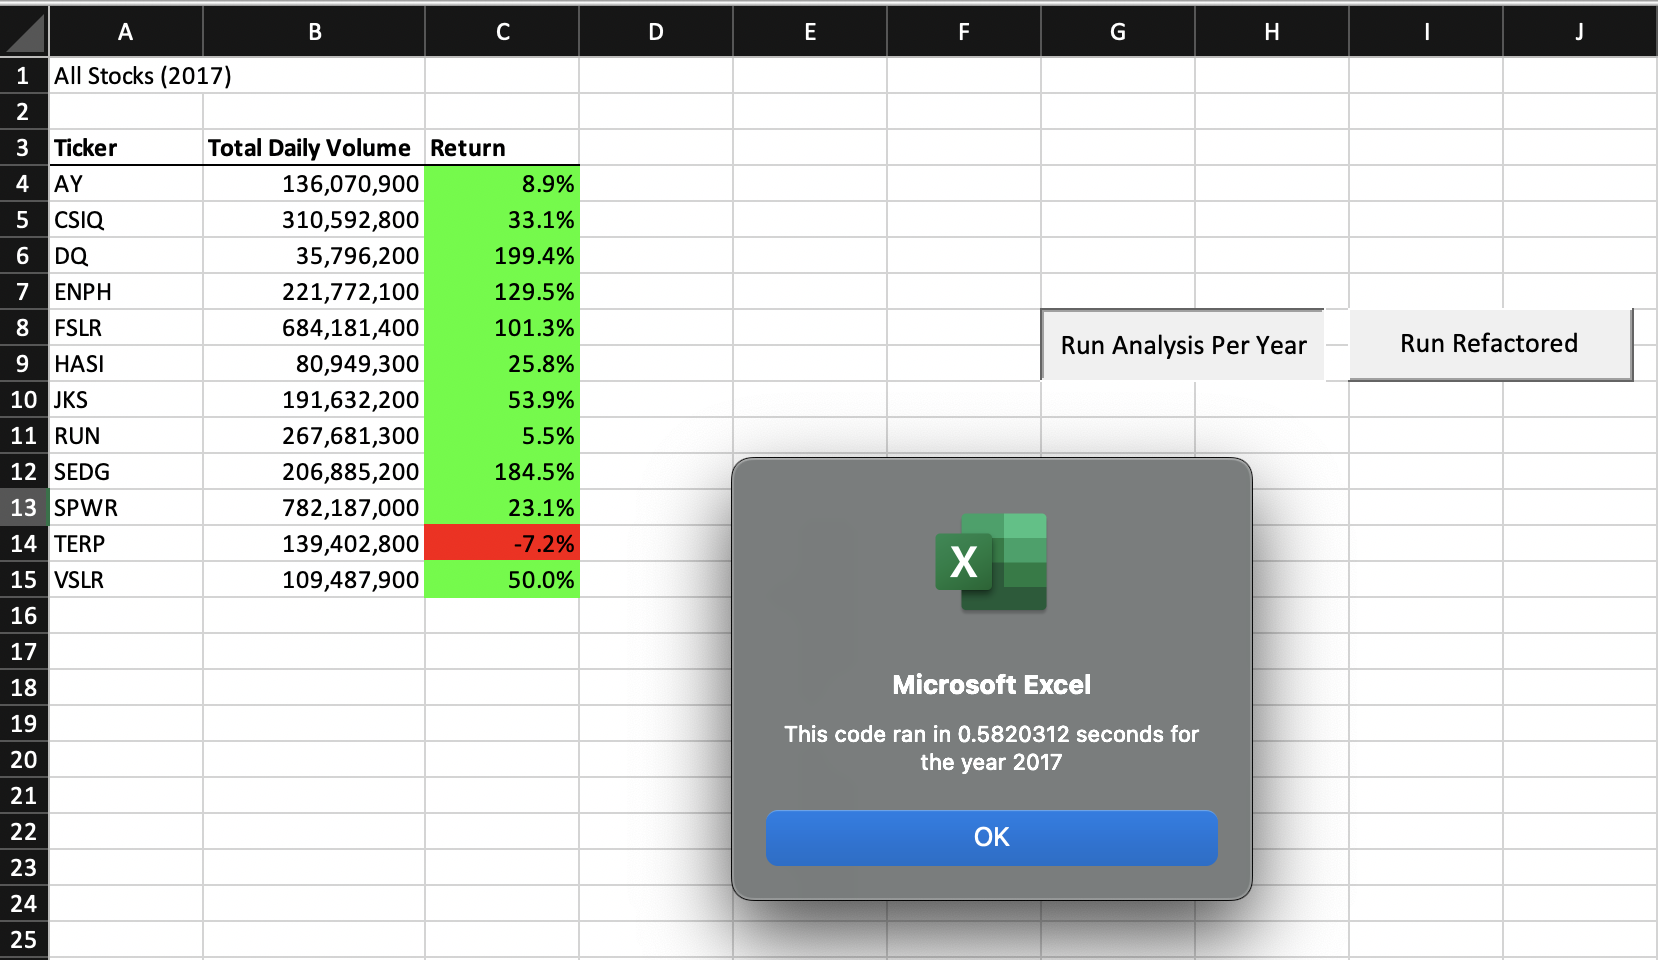 A B C D E F G H I J
1 All Stocks (2017)
2
3 Ticker Total Daily Volume Return
4 AY 136,070,900 8.9%
5 CSIQ 310,592,800 33.1%
6 DQ 35,796,200 199.4%
7 ENPH 221,772,100 129.5%
8 FSLR 684,181,400 101.3%
9 HASI 80,949,300 25.8%
10 JKS 191,632,200 53.9%
11 RUN 267,681,300 5.5%
12 SEDG 206,885,200 184.5%
13 SPWR 782,187,000 23.1%
14 TERP 139,402,800 -7.2%
15 VSLR 109,487,900 50.0%
16
17
18
19
20
21
22
23
24
25
Run Analysis Per Year
Run Refactored
X
Microsoft Excel
This code ran in 0.5820312 seconds for
the year 2017
OK